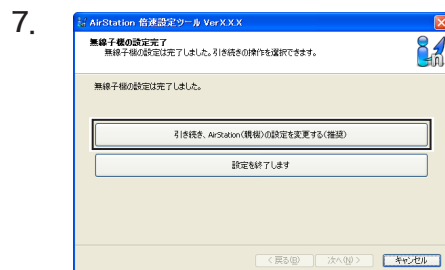 7.
AirStation 倍速設定ツール VerX.X.X
無線子機の設定完了
無線子機の設定は完了しました。引き続きの操作を選択できます。
無線子機の設定は完了しました。
引き続き、AirStation(親機)の設定を変更する(推奨)
設定を終了します
< 戻る(B)
次へ(N) >
キャンセル